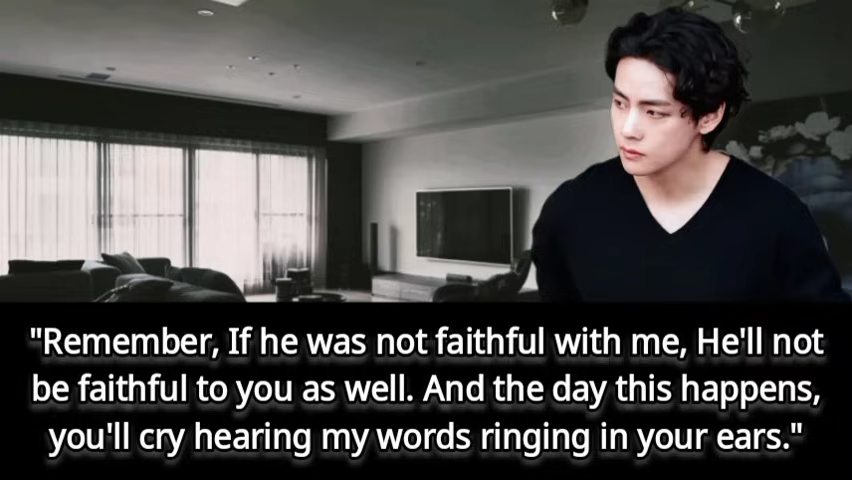 "Remember, If he was not faithful with me, He'll not
be faithful to you as well. And the day this happens,
you'll cry hearing my words ringing in your ears."